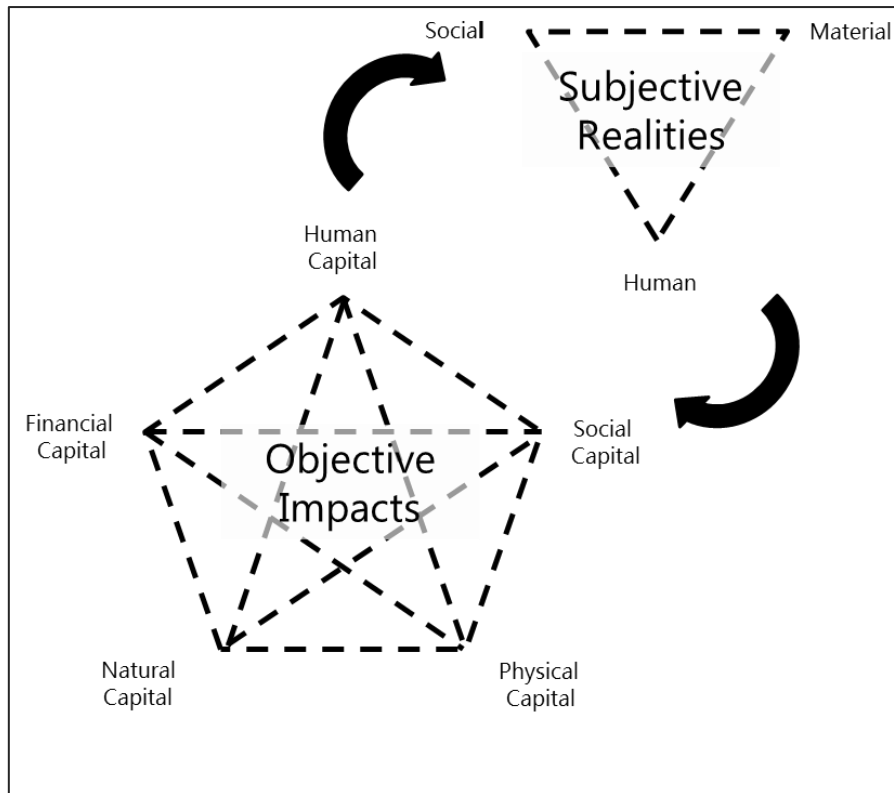 Social
Material
Subjective
Realities
Human
Human
Capital
Financial
Capital
Social
Capital
Objective
Impacts
Natural
Capital
Physical
Capital